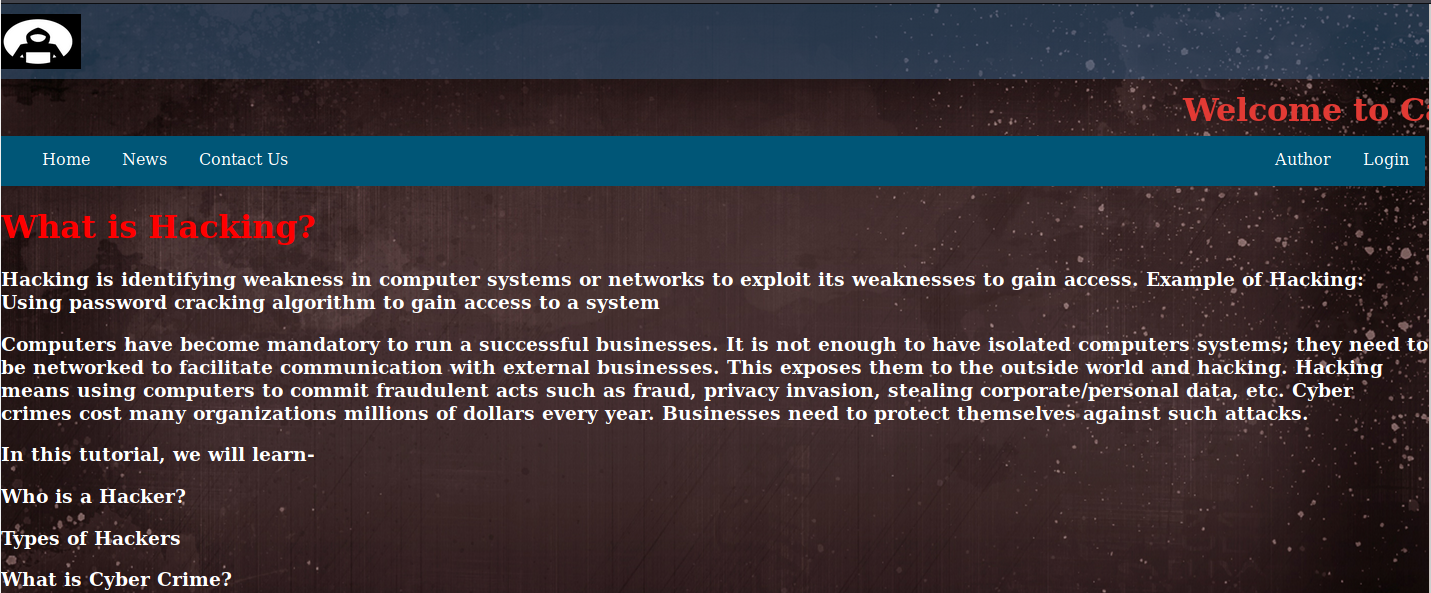 Welcome to
Home News Contact Us Author Login
What is Hacking?
Hacking is identifying weakness in computer systems or networks to exploit its weaknesses to gain access. Example of Hacking:
Using password cracking algorithm to gain access to a system
Computers have become mandatory to run a successful businesses. It is not enough to have isolated computers systems; they need to
be networked to facilitate communication with external businesses. This exposes them to the outside world and hacking. Hacking
means using computers to commit fraudulent acts such as fraud, privacy invasion, stealing corporate/personal data, etc. Cyber
crimes cost many organizations millions of dollars every year. Businesses need to protect themselves against such attacks.
In this tutorial, we will learn-
Who is a Hacker?
Types of Hackers
What is Cyber Crime?